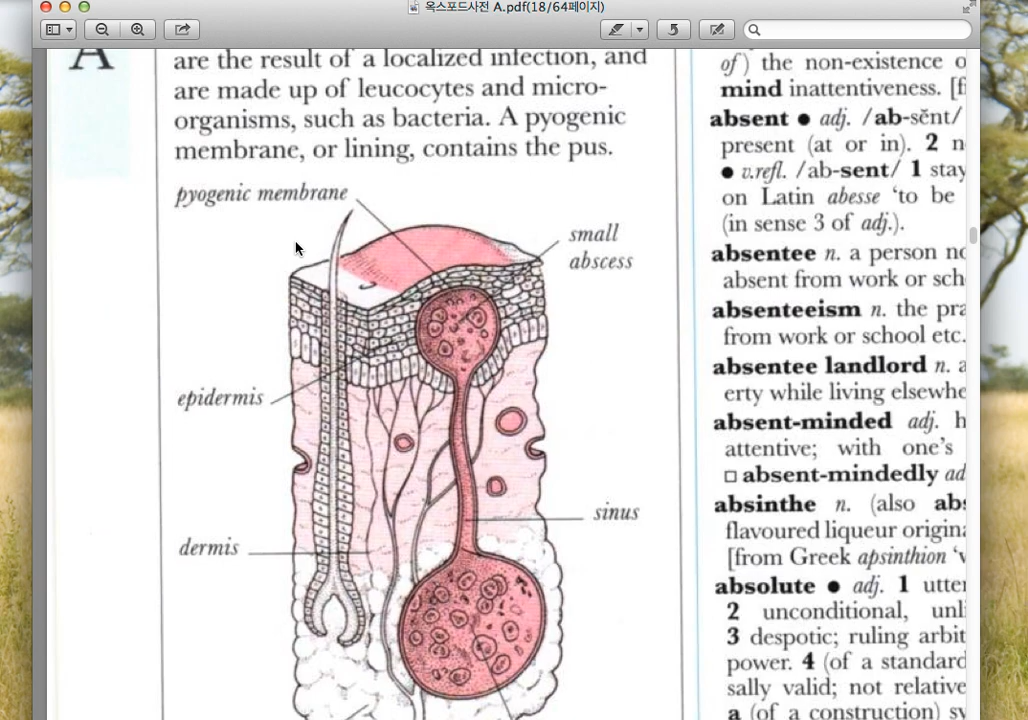 옥스포드사전 A.pdf(18/64페이지)
A
are the result of a localized infection, and
are made up of leucocytes and micro-
organisms, such as bacteria. A pyogenic
membrane, or lining, contains the pus.
pyogenic membrane
small
abscess
epidermis
sinus
dermis
of) the non-existence o
mind inattentiveness. [f
absent ● adj. /ab-sĕnt/
present (at or in). 2 n
● v.refl. /ab-sent/ 1 stay
on Latin abesse ‘to be
(in sense 3 of adj.).
absentee n. a person no
absent from work or sch
absenteeism n. the pra
from work or school etc.
absentee landlord n. a
erty while living elsewhe
absent-minded adj. h
attentive; with one's
□ absent-mindedly ad
absinthe n. (also abs
flavoured liqueur origina
[from Greek apsinthion ‘v
absolute ● adj. 1 utter
2 unconditional, unli
3 despotic; ruling arbit
power. 4 (of a standard
sally valid; not relative
a (of a construction) sy